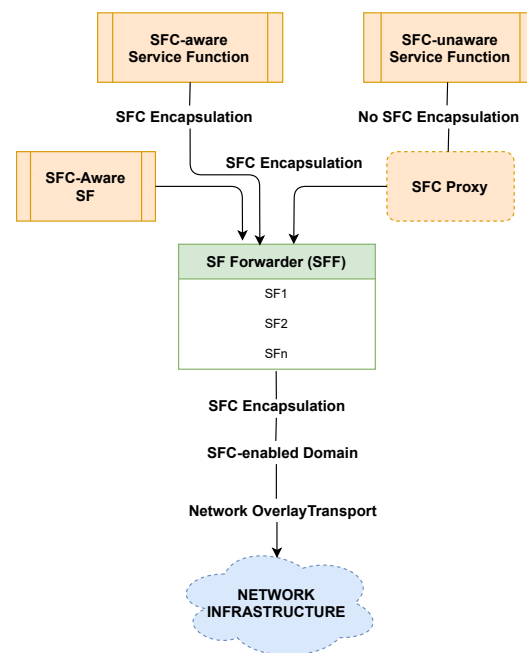 SFC-aware
Service Function
SFC-unaware
Service Function
SFC Encapsulation
No SFC Encapsulation
SFC Encapsulation
SFC-Aware
SF
SFC Proxy
SF Forwarder (SFF)
SF1
SF2
SFn
SFC Encapsulation
SFC-enabled Domain
Network OverlayTransport
NETWORK
INFRASTRUCTURE